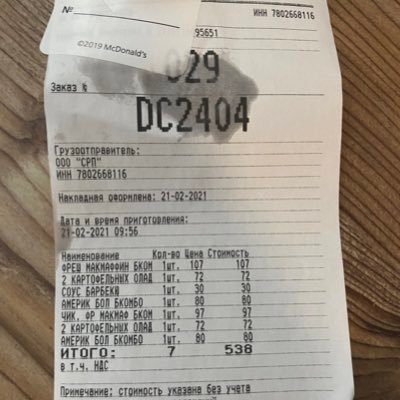 №
ИНН 7802668116
©2019 McDonald's
95651
029
Заказ №
DC2404
Грузоотправитель:
ООО "СРП"
ИНН 7802668116
Накладная оформлена: 21-02-2021
Дата и время приготовления:
21-02-2021 09:56
Наименование Кол-во Цена Стоимость
ФРЕШ МАКМАФФИН БКОМ 1шт. 107 107
2 КАРТОФЕЛЬНЫХ ОЛАД 1шт. 72 72
СОУС БАРБЕКЮ 1шт. 30 30
АМЕРИК БОЛ БКОМБО 1шт. 80 80
ЧИК. ФР МАКМАФ БКОМ 1шт. 97 97
2 КАРТОФЕЛЬНЫХ ОЛАД 1шт. 72 72
АМЕРИК БОЛ БКОМБО 1шт. 80 80
ИТОГО: 7 538
в т.ч. НДС
Примечание: стоимость указана без учета